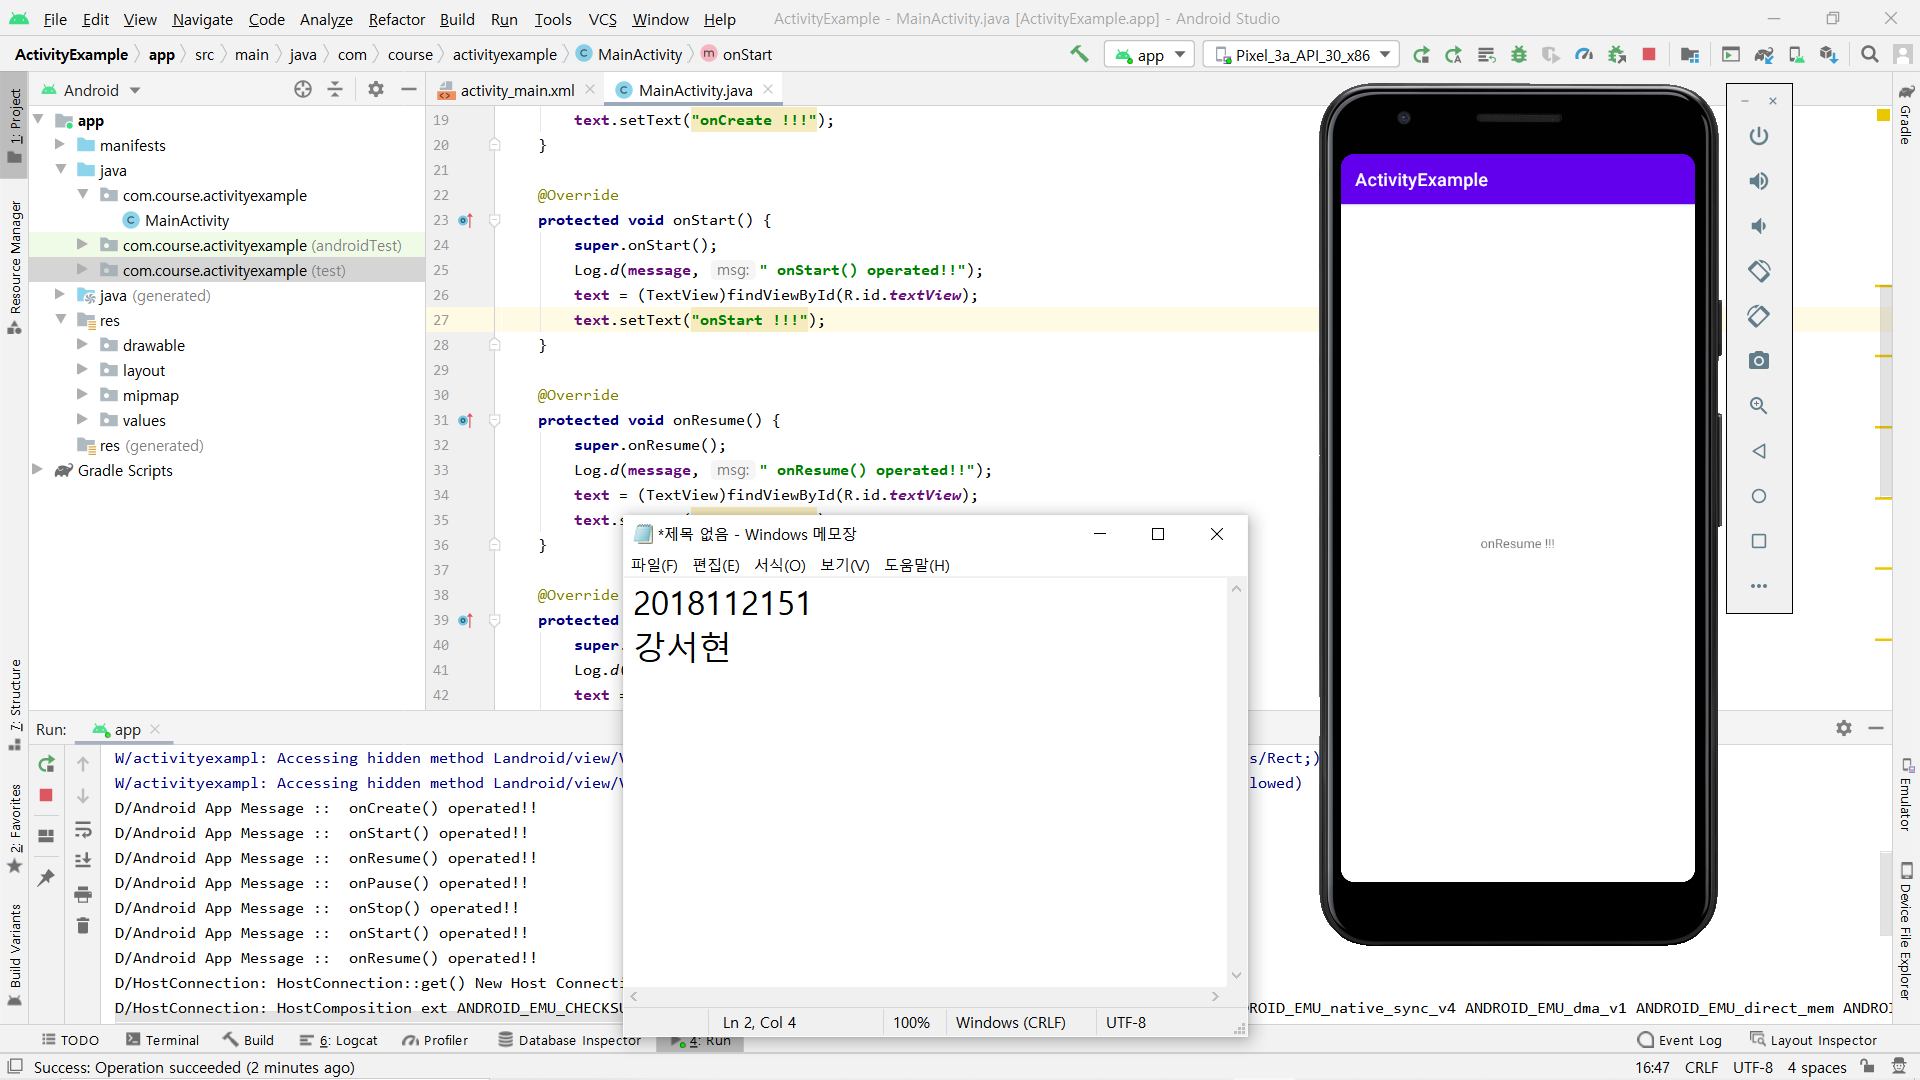 File Edit View Navigate Code Analyze Refactor Build Run Tools VCS Window Help ActivityExample - MainActivity.java [ActivityExample.app] - Android Studio
ActivityExample app src main java com course activityexample MainActivity onStart app Pixel_3a_API_30_x86
Android
activity_main.xml MainActivity.java
1: Project
Resource Manager
7: Structure
2: Favorites
Build Variants
app
manifests
java
com.course.activityexample
MainActivity
com.course.activityexample (androidTest)
com.course.activityexample (test)
java (generated)
res
drawable
layout
mipmap
values
res (generated)
Gradle Scripts
19 text.setText("onCreate !!!");
20 }
21
22 @Override
23 protected void onStart() {
24 super.onStart();
25 Log.d(message, msg: " onStart() operated!!");
26 text = (TextView)findViewById(R.id.textView);
27 text.setText("onStart !!!");
28 }
29
30 @Override
31 protected void onResume() {
32 super.onResume();
33 Log.d(message, msg: " onResume() operated!!");
34 text = (TextView)findViewById(R.id.textView);
35 text.s
36 }
37
38 @Override
39 protected
40 super.
41 Log.d(
42 text =
ActivityExample
onResume !!!
Gradle
Emulator
Device File Explorer
*제목 없음 - Windows 메모장
파일(F) 편집(E) 서식(O) 보기(V) 도움말(H)
2018112151
강서현
Ln 2, Col 4 100% Windows (CRLF) UTF-8
Run: app
W/activityexampl: Accessing hidden method Landroid/view/V s/Rect;)
W/activityexampl: Accessing hidden method Landroid/view/V lowed)
D/Android App Message :: onCreate() operated!!
D/Android App Message :: onStart() operated!!
D/Android App Message :: onResume() operated!!
D/Android App Message :: onPause() operated!!
D/Android App Message :: onStop() operated!!
D/Android App Message :: onStart() operated!!
D/Android App Message :: onResume() operated!!
D/HostConnection: HostConnection::get() New Host Connecti
D/HostConnection: HostComposition ext ANDROID_EMU_CHECKSU ROID_EMU_native_sync_v4 ANDROID_EMU_dma_v1 ANDROID_EMU_direct_mem ANDRO
TODO Terminal Build 6: Logcat Profiler Database Inspector 4: Run Event Log Layout Inspector
Success: Operation succeeded (2 minutes ago) 16:47 CRLF UTF-8 4 spaces